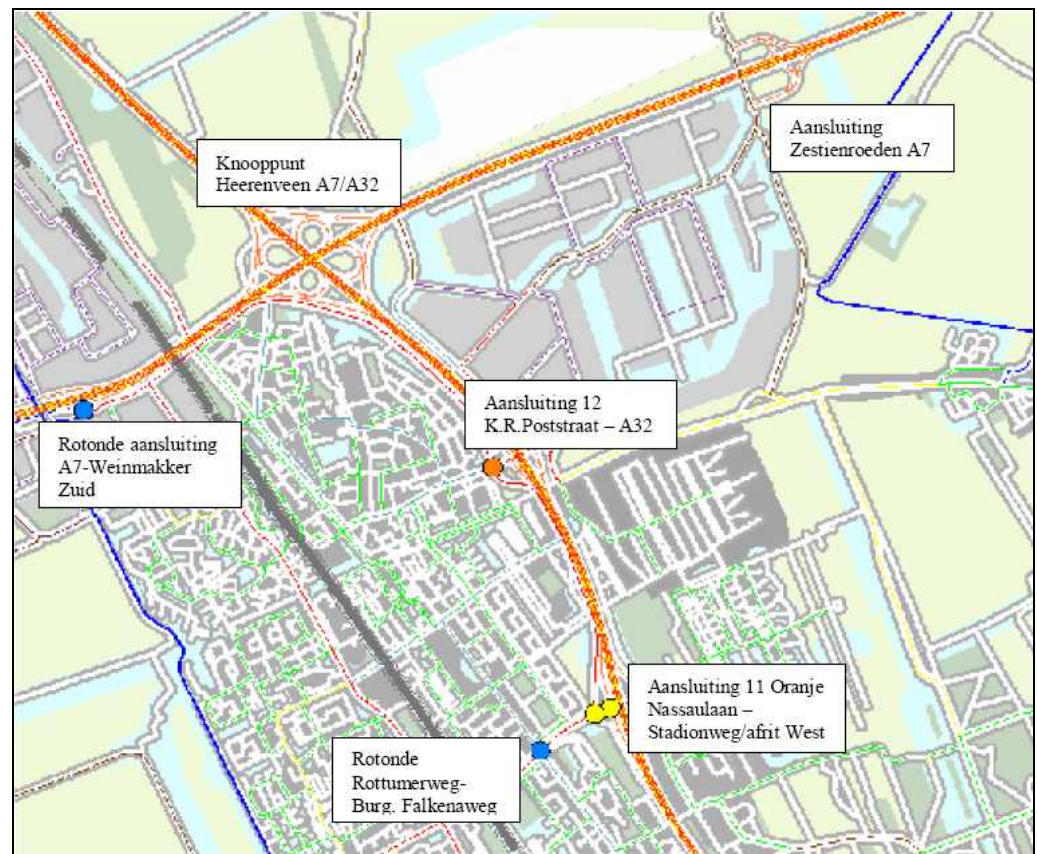 Aansluiting
Zestienroeden A7
Knooppunt
Heerenveen A7/A32
Aansluiting 12
K.R.Poststraat – A32
Rotonde aansluiting
A7-Weinmakker
Zuid
Aansluiting 11 Oranje
Nassaulaan –
Stadionweg/afrit West
Rotonde
Rottumerweg-
Burg. Falkenaweg